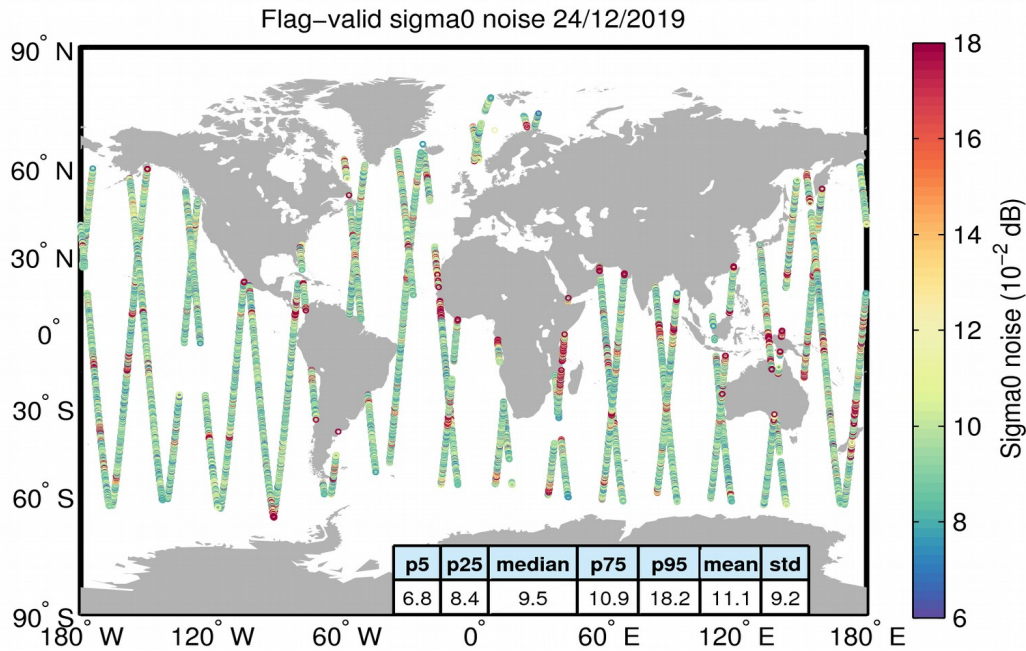 Flag−valid sigma0 noise 24/12/2019
90° N
60° N
30° N
0°
30° S
60° S
90° S
180° W
120° W
60° W
0°
60° E
120° E
180° E
p5 p25 median p75 p95 mean std
6.8 8.4 9.5 10.9 18.2 11.1 9.2
18
16
14
12
10
8
6
Sigma0 noise (10⁻² dB)